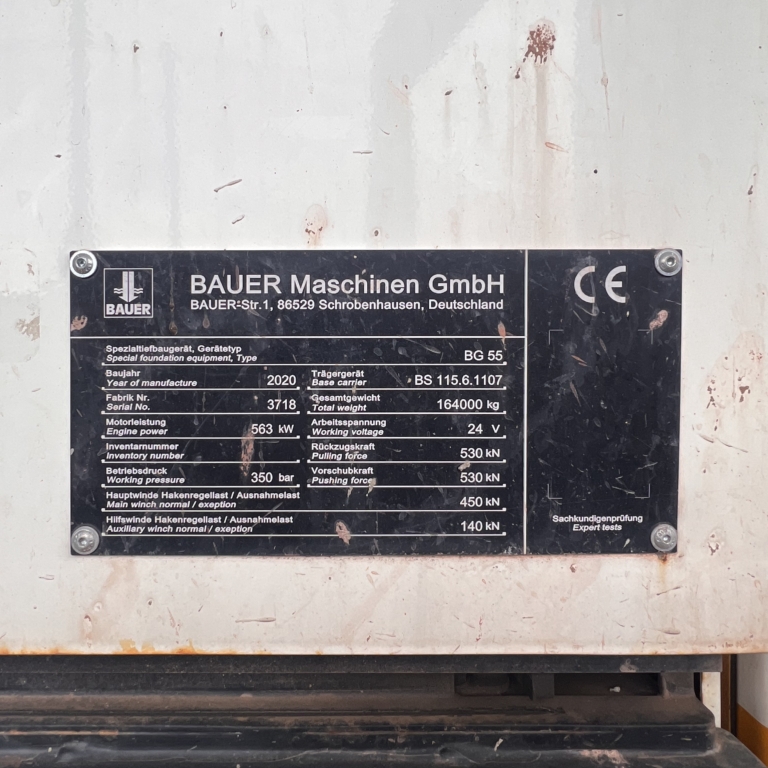 BAUER
BAUER Maschinen GmbH
BAUER-Str.1, 86529 Schrobenhausen, Deutschland
CE
Spezialtiefbaugerät, Gerätetyp
Special foundation equipment, Type BG 55
Baujahr
Year of manufacture 2020
Trägergerät
Base carrier BS 115.6.1107
Fabrik Nr.
Serial No. 3718
Gesamtgewicht
Total weight 164000 kg
Motorleistung
Engine power 563 kW
Arbeitsspannung
Working voltage 24 V
Inventarnummer
Inventory number
Rückzugskraft
Pulling force 530 kN
Betriebsdruck
Working pressure 350 bar
Vorschubkraft
Pushing force 530 kN
Hauptwinde Hakenregellast / Ausnahmelast
Main winch normal / exeption 450 kN
Hilfswinde Hakenregellast / Ausnahmelast
Auxiliary winch normal / exeption 140 kN
Sachkundigenprüfung
Expert tests